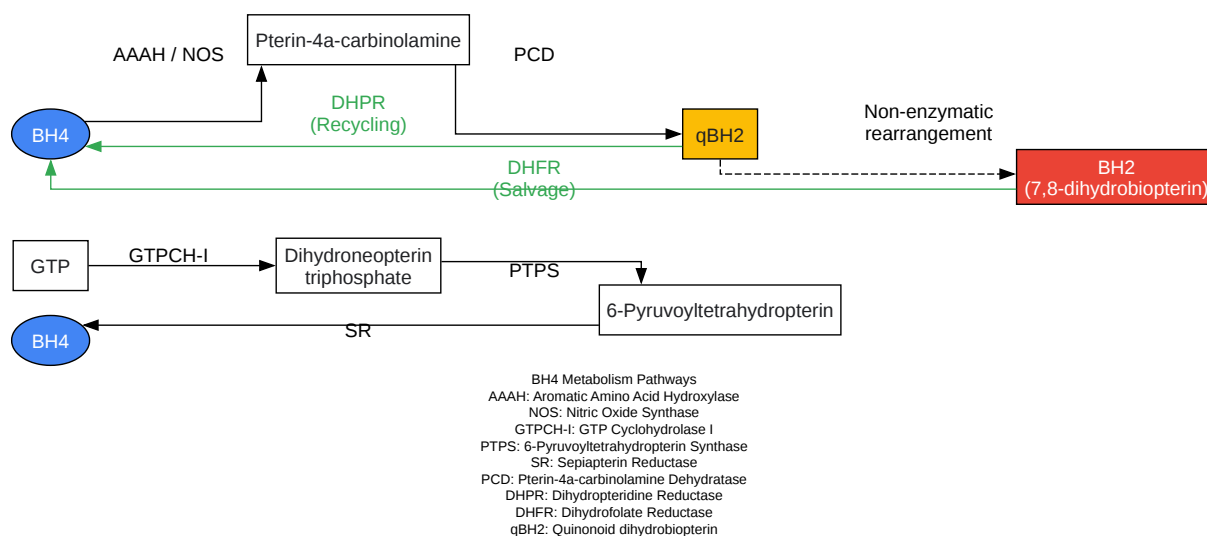 Pterin-4a-carbinolamine
AAAH / NOS
PCD
DHPR
(Recycling)
BH4
qBH2
Non-enzymatic
rearrangement
DHFR
(Salvage)
BH2
(7,8-dihydrobiopterin)
GTP
GTPCH-I
Dihydroneopterin
triphosphate
PTPS
6-Pyruvoyltetrahydropterin
BH4
SR
BH4 Metabolism Pathways
AAAH: Aromatic Amino Acid Hydroxylase
NOS: Nitric Oxide Synthase
GTPCH-I: GTP Cyclohydrolase I
PTPS: 6-Pyruvoyltetrahydropterin Synthase
SR: Sepiapterin Reductase
PCD: Pterin-4a-carbinolamine Dehydratase
DHPR: Dihydropteridine Reductase
DHFR: Dihydrofolate Reductase
qBH2: Quinonoid dihydrobiopterin